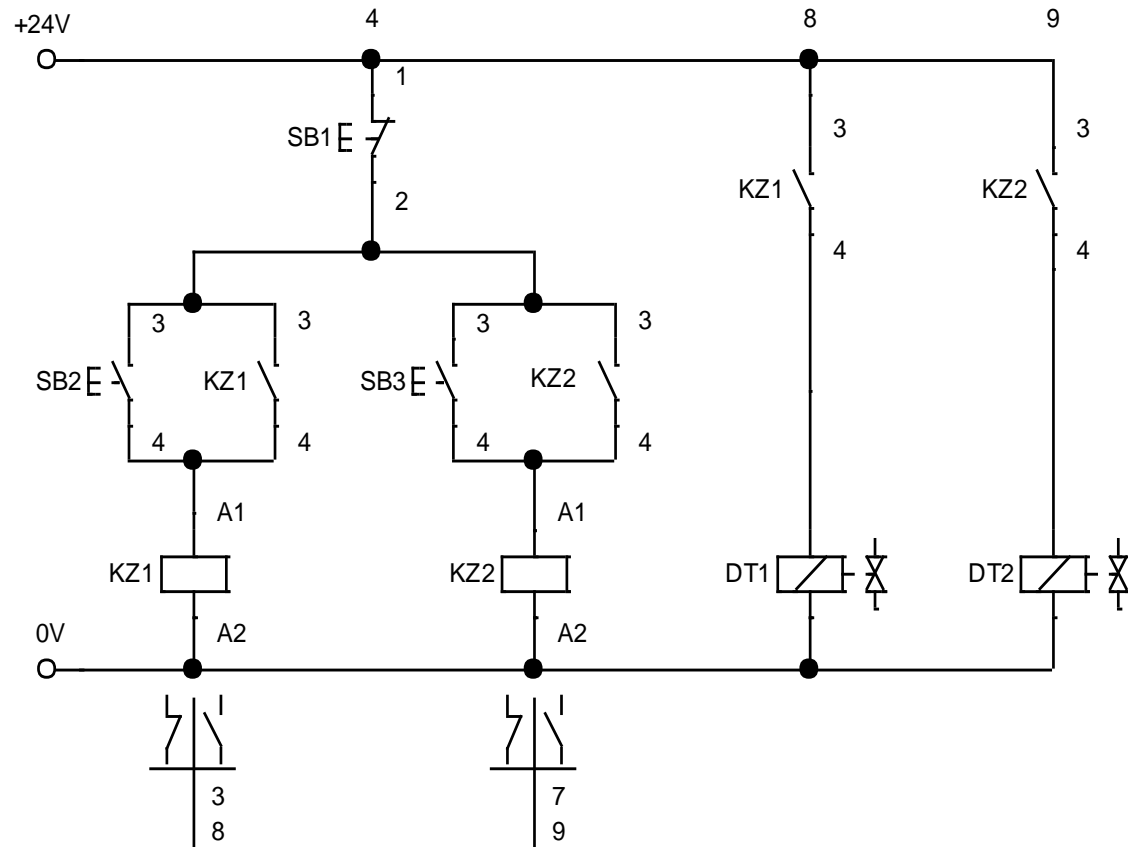 +24V 4 8 9
1
SB1 3 3
KZ1 KZ2
2
4 4
3 3 3 3
SB2 KZ1 SB3 KZ2
4 4 4 4
A1 A1
KZ1 KZ2 DT1 DT2
0V A2 A2
3 7
8 9